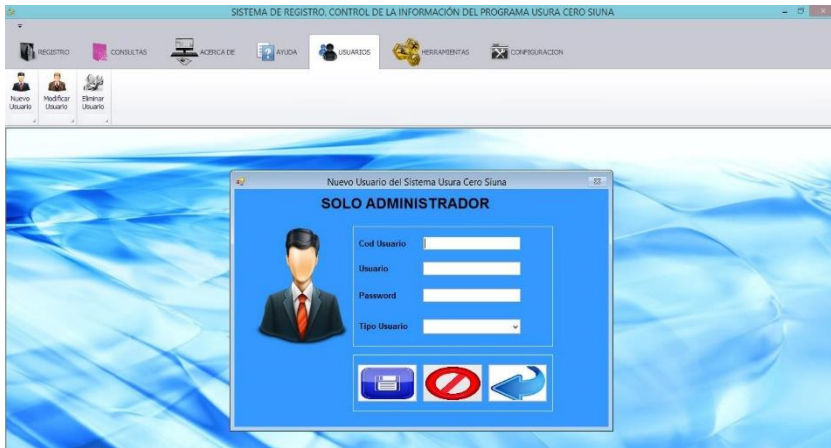 SISTEMA DE REGISTRO, CONTROL DE LA INFORMACIÓN DEL PROGRAMA USURA CERO SIUNA
REGISTRO CONSULTAS ACERCA DE AYUDA USUARIOS HERRAMIENTAS CONFIGURACION
Nuevo Modificar Eliminar
Usuario Usuario Usuario
Nuevo Usuario del Sistema Usura Cero Siuna
SOLO ADMINISTRADOR
Cod Usuario
Usuario
Password
Tipo Usuario